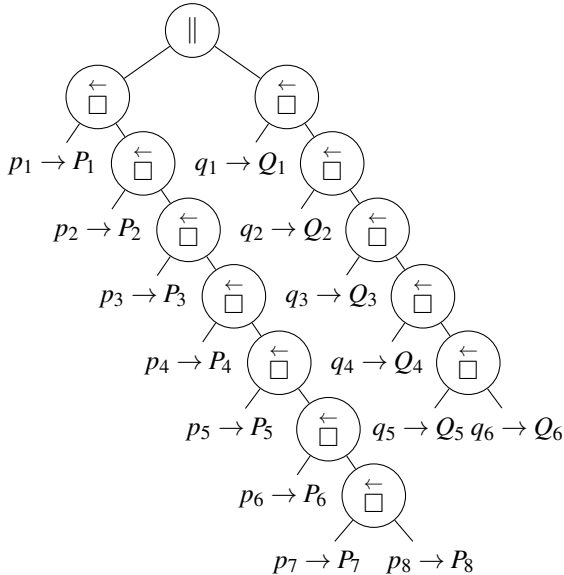 ||
←
□
←
□
p₁ → P₁
←
□
q₁ → Q₁
←
□
p₂ → P₂
←
□
q₂ → Q₂
←
□
p₃ → P₃
←
□
q₃ → Q₃
←
□
p₄ → P₄
←
□
q₄ → Q₄
←
□
p₅ → P₅
←
□
q₅ → Q₅ q₆ → Q₆
p₆ → P₆
←
□
p₇ → P₇ p₈ → P₈